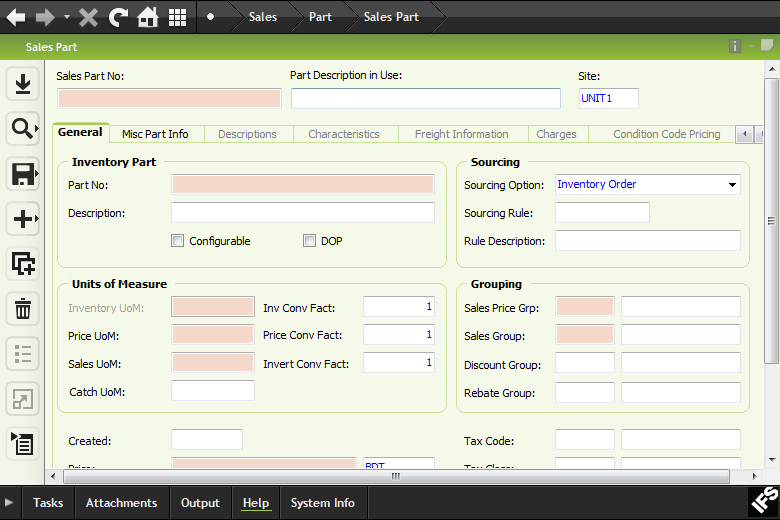 Sales Part Sales Part
Sales Part
Sales Part No: Part Description in Use: Site:
UNIT1
General Misc Part Info Descriptions Characteristics Freight Information Charges Condition Code Pricing
Inventory Part Sourcing
Part No: Sourcing Option: Inventory Order
Description: Sourcing Rule:
Configurable DOP Rule Description:
Units of Measure Grouping
Inventory UoM: Inv Conv Fact: 1 Sales Price Grp:
Price UoM: Price Conv Fact: 1 Sales Group:
Sales UoM: Invert Conv Fact: 1 Discount Group:
Catch UoM: Rebate Group:
Created: Tax Code:
Price: BDT Tax Class:
Tasks Attachments Output Help System Info IFS